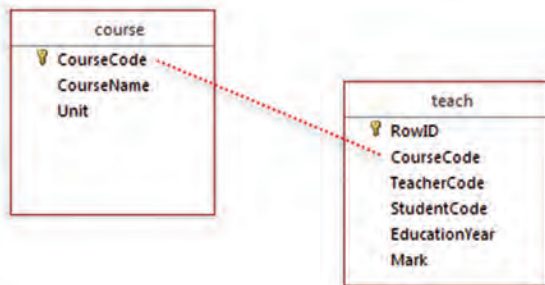 course
CourseCode
CourseName
Unit
teach
RowID
CourseCode
TeacherCode
StudentCode
EducationYear
Mark